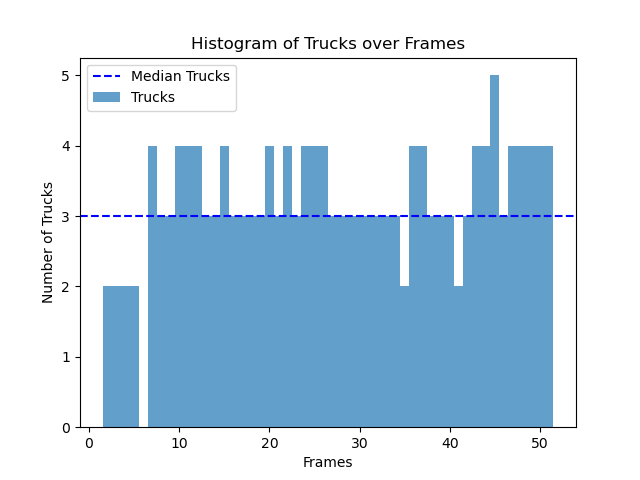 Histogram of Trucks over Frames
Median Trucks
Trucks
Number of Trucks
5
4
3
2
1
0
0 10 20 30 40 50
Frames